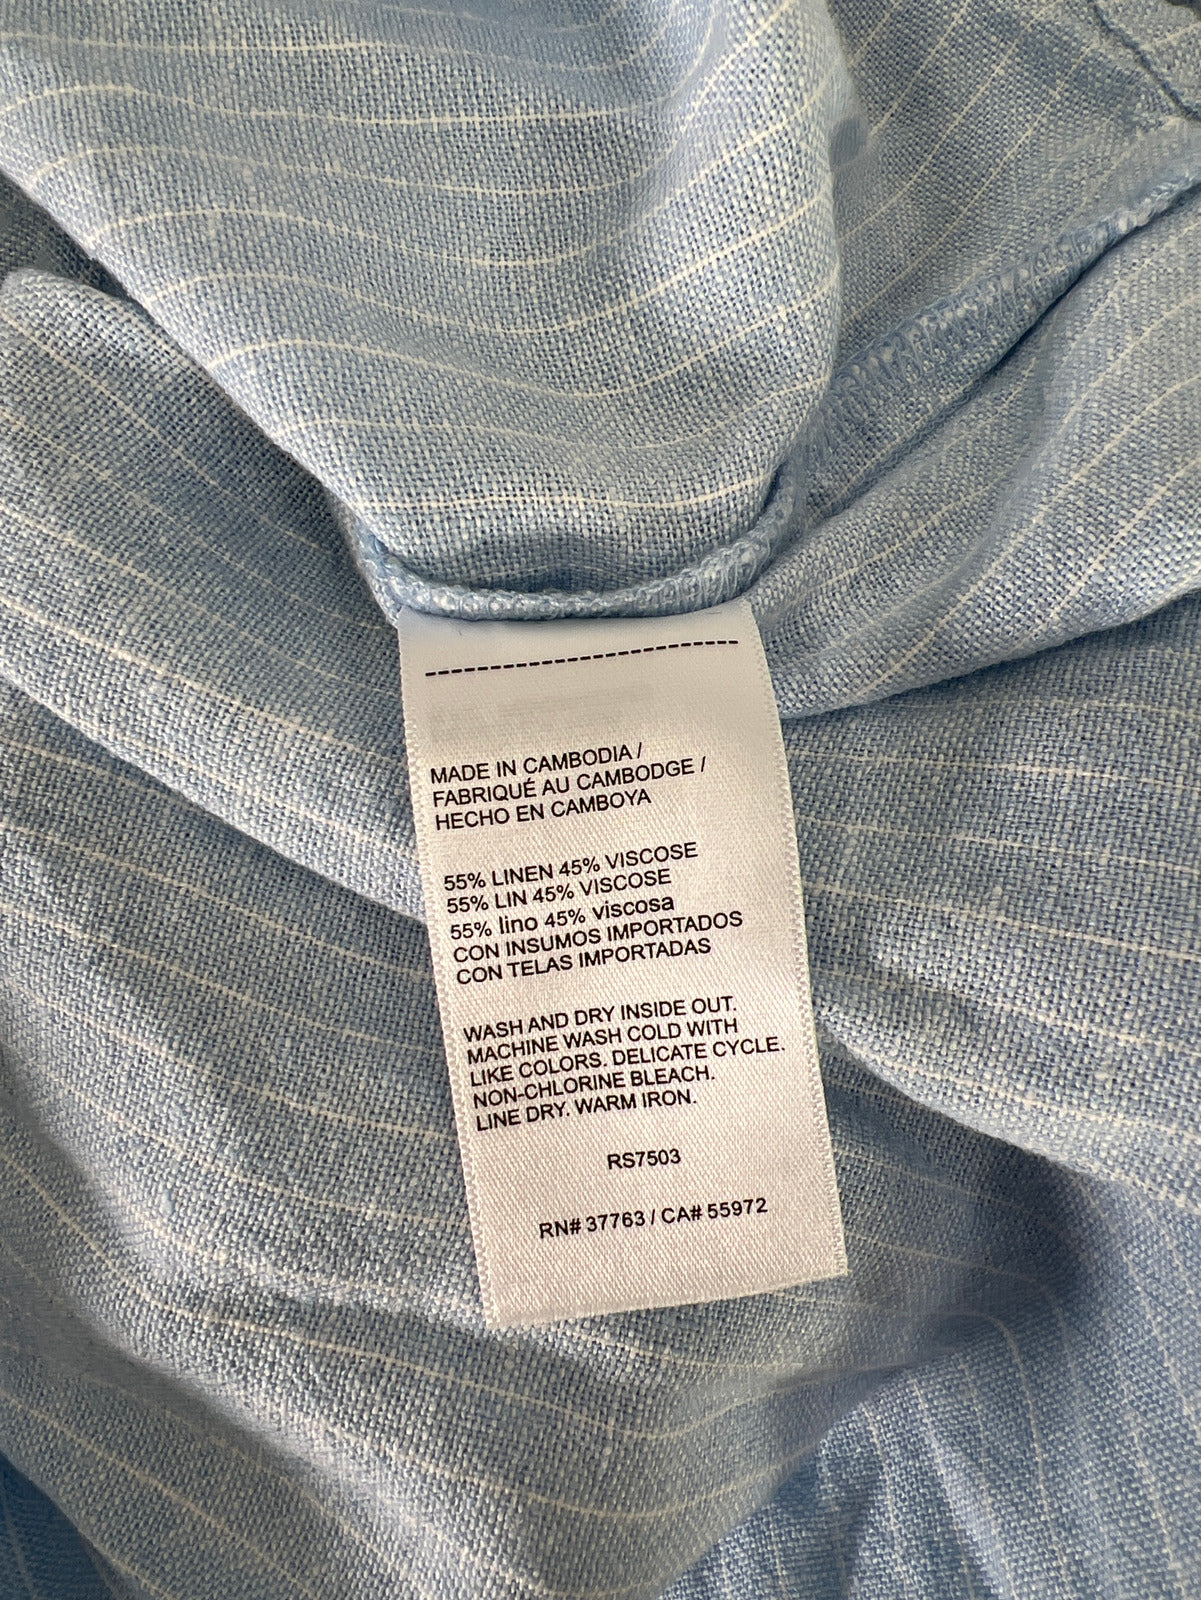 MADE IN CAMBODIA /
FABRIQUÉ AU CAMBODGE /
HECHO EN CAMBOYA
55% LINEN 45% VISCOSE
55% LIN 45% VISCOSE
55% lino 45% viscosa
CON INSUMOS IMPORTADOS
CON TELAS IMPORTADAS
WASH AND DRY INSIDE OUT.
MACHINE WASH COLD WITH
LIKE COLORS. DELICATE CYCLE.
NON-CHLORINE BLEACH.
LINE DRY. WARM IRON.
RS7503
RN# 37763 / CA# 55972